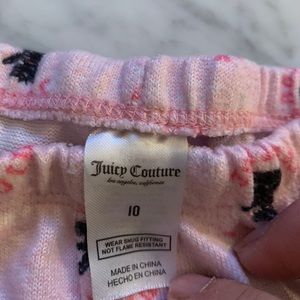 Juicy Couture
los angeles, california
10
WEAR SNUG FITTING
NOT FLAME RESISTANT
MADE IN CHINA
HECHO EN CHINA